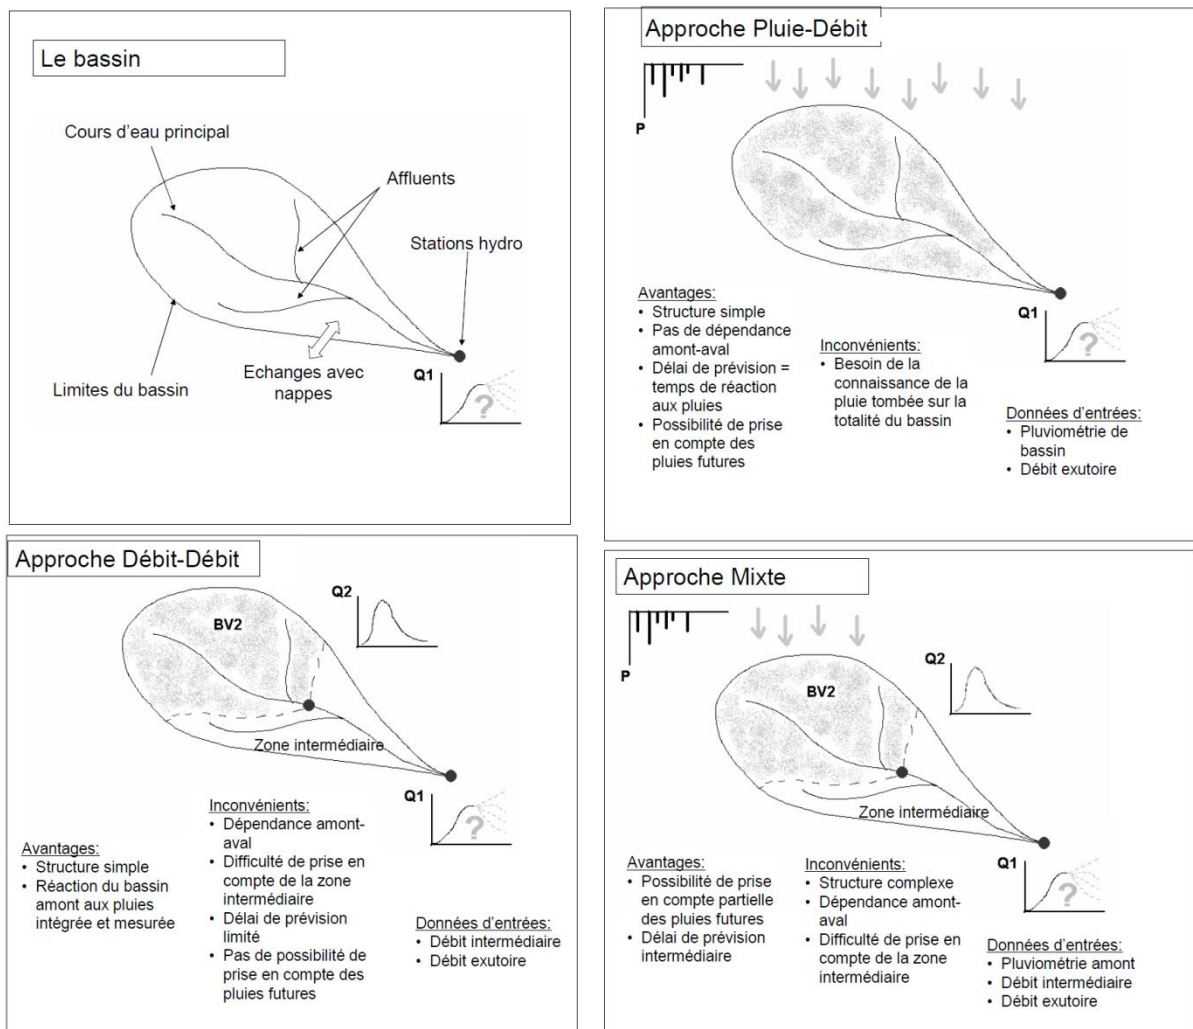 Le bassin
Cours d'eau principal
Affluents
Stations hydro
Limites du bassin
Echanges avec
nappes
Q1
?
Approche Pluie-Débit
P
Avantages:
• Structure simple
• Pas de dépendance
amont-aval
• Délai de prévision =
temps de réaction
aux pluies
• Possibilité de prise
en compte des
pluies futures
Inconvénients:
• Besoin de la
connaissance de la
pluie tombée sur la
totalité du bassin
Q1
?
Données d'entrées:
• Pluviométrie de
bassin
• Débit exutoire
Approche Débit-Débit
Q2
BV2
Zone intermédiaire
Q1
?
Avantages:
• Structure simple
• Réaction du bassin
amont aux pluies
intégrée et mesurée
Inconvénients:
• Dépendance amont-
aval
• Difficulté de prise en
compte de la zone
intermédiaire
• Délai de prévision
limité
• Pas de possibilité de
prise en compte des
pluies futures
Données d'entrées:
• Débit intermédiaire
• Débit exutoire
Approche Mixte
P
Q2
BV2
Zone intermédiaire
Q1
?
Avantages:
• Possibilité de prise
en compte partielle
des pluies futures
• Délai de prévision
intermédiaire
Inconvénients:
• Structure complexe
• Dépendance amont-
aval
• Difficulté de prise en
compte de la zone
intermédiaire
Données d'entrées:
• Pluviométrie amont
• Débit intermédiaire
• Débit exutoire